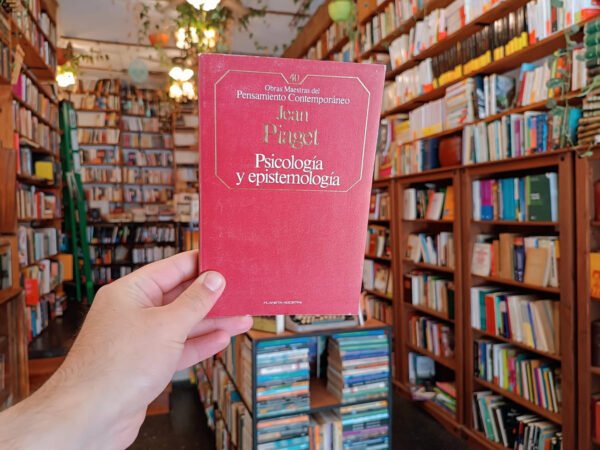 40
Obras Maestras del
Pensamiento Contemporáneo
Jean
Piaget
Psicología
y epistemología
PLANETA-AGOSTINI